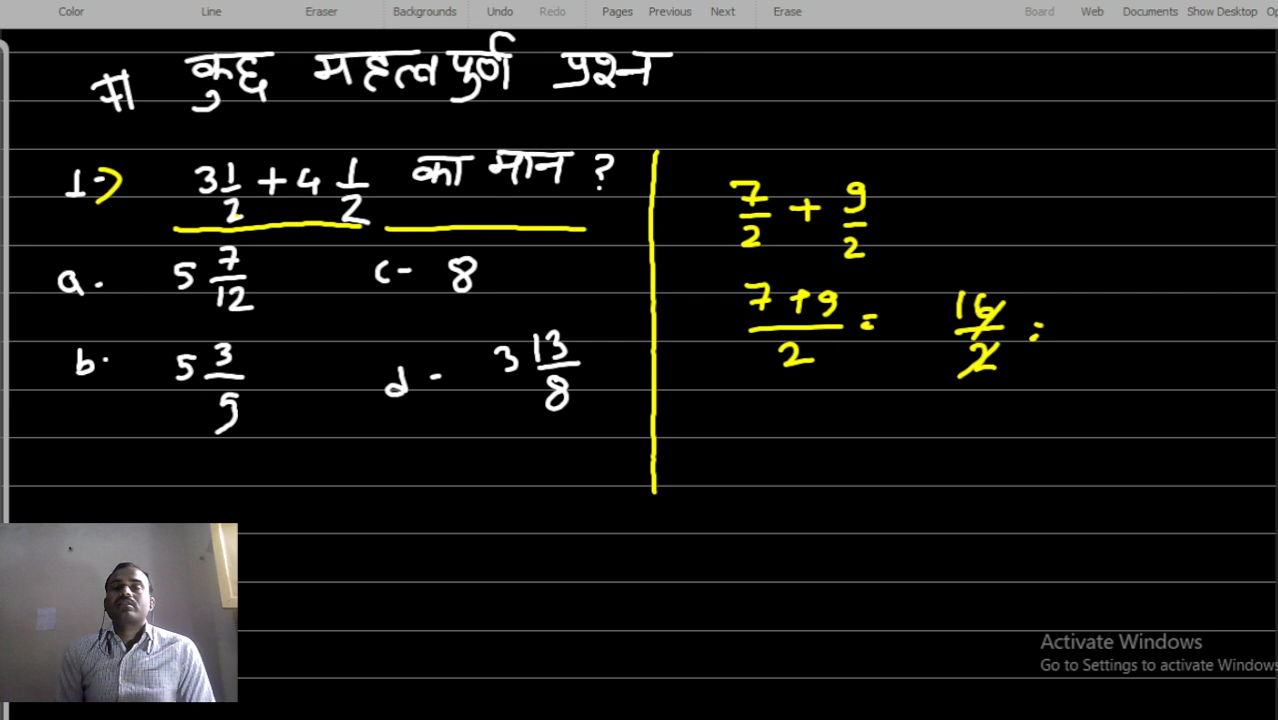 Color Line Eraser Backgrounds Undo Redo Pages Previous Next Erase Board Web Documents Show Desktop Op
# कुछ महत्वपुर्ण प्रश्न
1 → 3 1/2 + 4 1/2 का मान ?
a. 5 7/12 c- 8
b. 5 3/5 d - 3 13/8
7/2 + 9/2
7+9/2 = 16/2 =
Activate Windows
Go to Settings to activate Windows